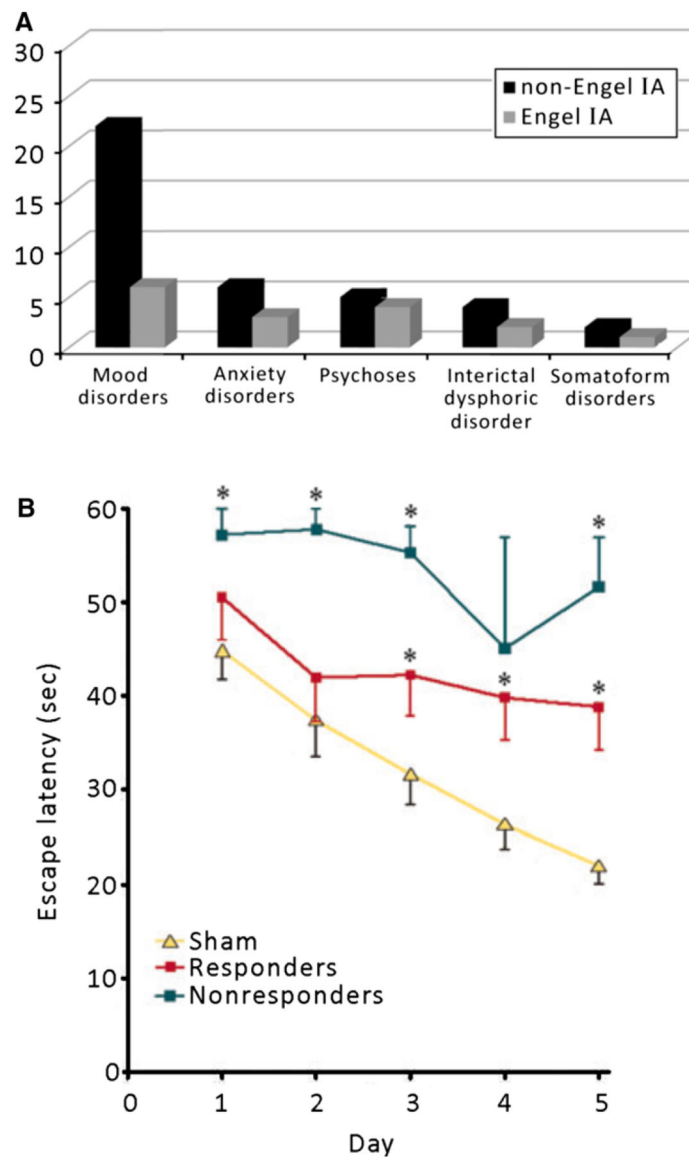 A
30
25
20
15
10
5
0
non-Engel IA
Engel IA
Mood
disorders
Anxiety
disorders
Psychoses
Interictal
dysphoric
disorder
Somatoform
disorders
B
60
50
40
30
20
10
0
Escape latency (sec)
* * * *
* * *
Sham
Responders
Nonresponders
0 1 2 3 4 5
Day